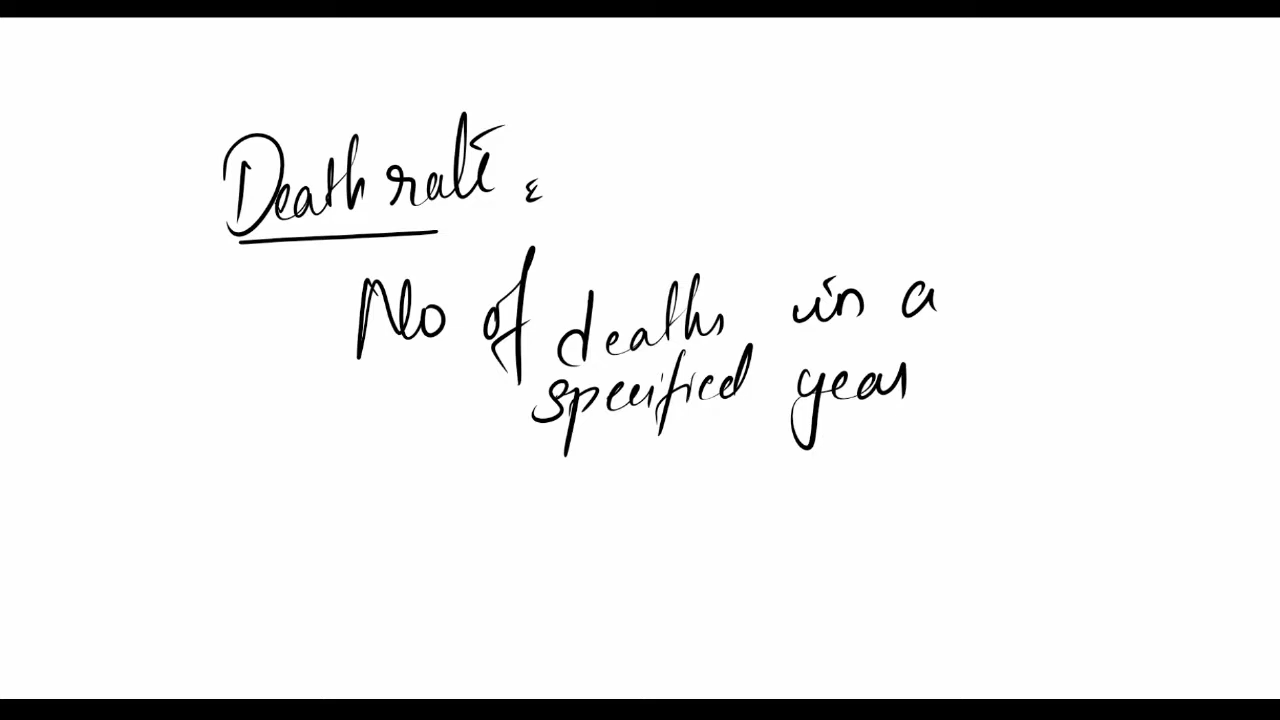 Death rate :
No of deaths in a
specified year